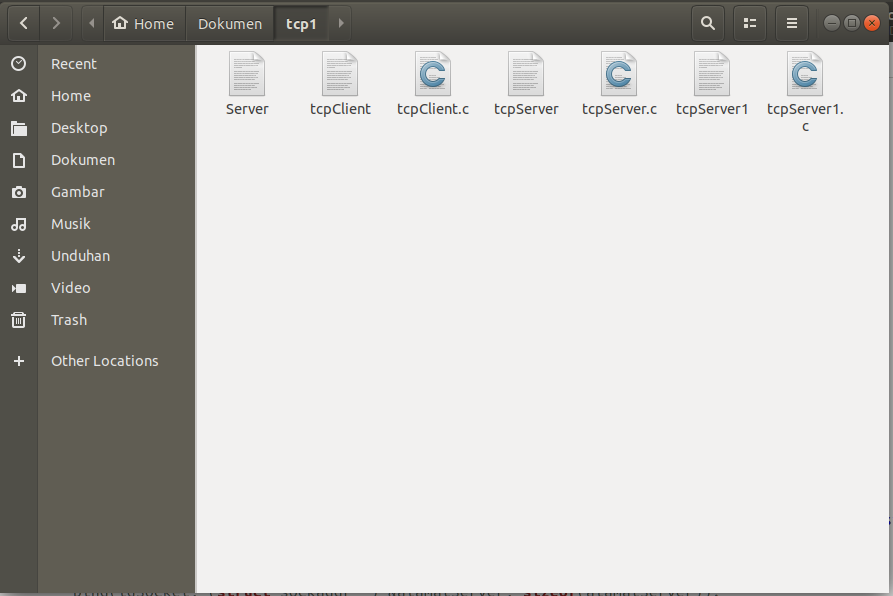 Home
Dokumen
tcp1
Recent
Home
Desktop
Dokumen
Gambar
Musik
Unduhan
Video
Trash
Other Locations
Server
tcpClient
tcpClient.c
tcpServer
tcpServer.c
tcpServer1
tcpServer1.
c